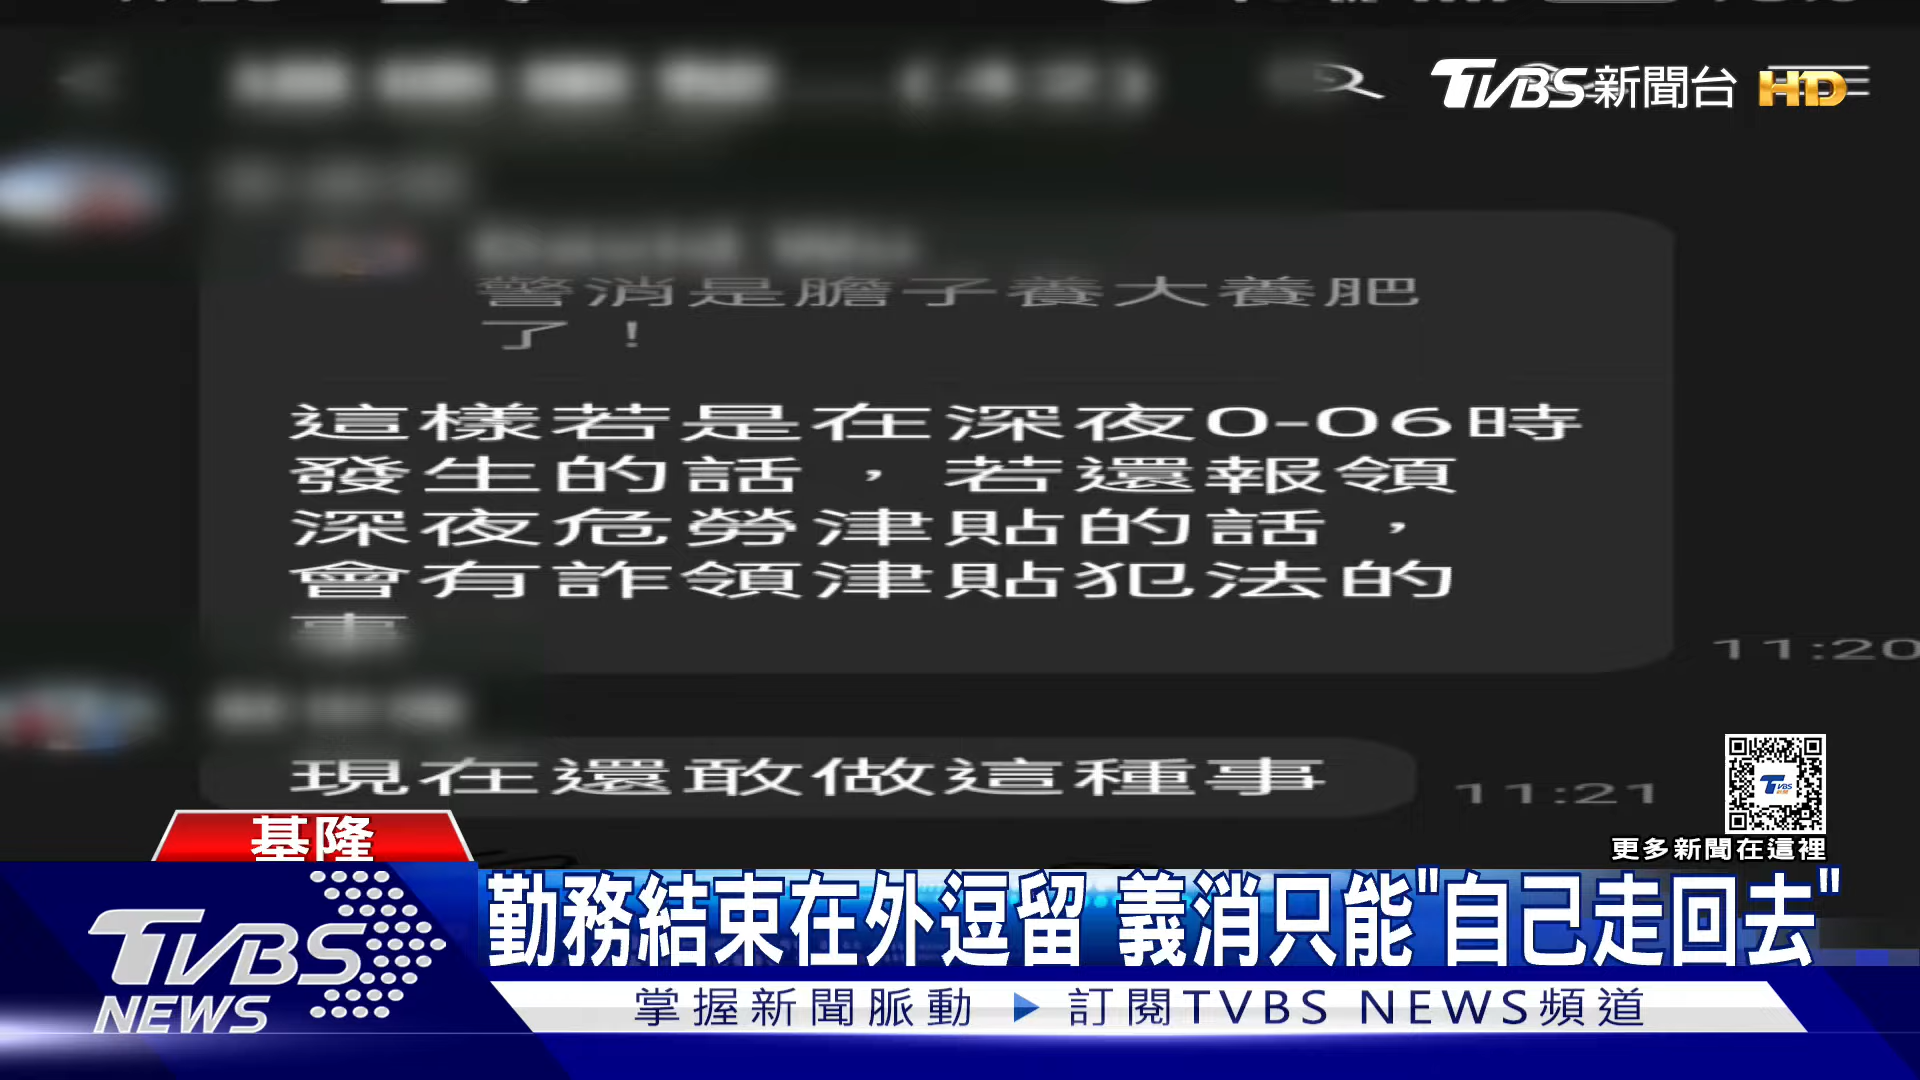 TVBS新聞台 HD
警消是膽子養大養肥
了！
這樣若是在深夜0-06時
發生的話，若還報領
深夜危勞津貼的話，
會有詐領津貼犯法的
事
11:20
現在還敢做這種事
11:21
更多新聞在這裡
基隆
勤務結束在外逗留 義消只能"自己走回去"
TVBS NEWS
掌握新聞脈動 ▶ 訂閱TVBS NEWS頻道